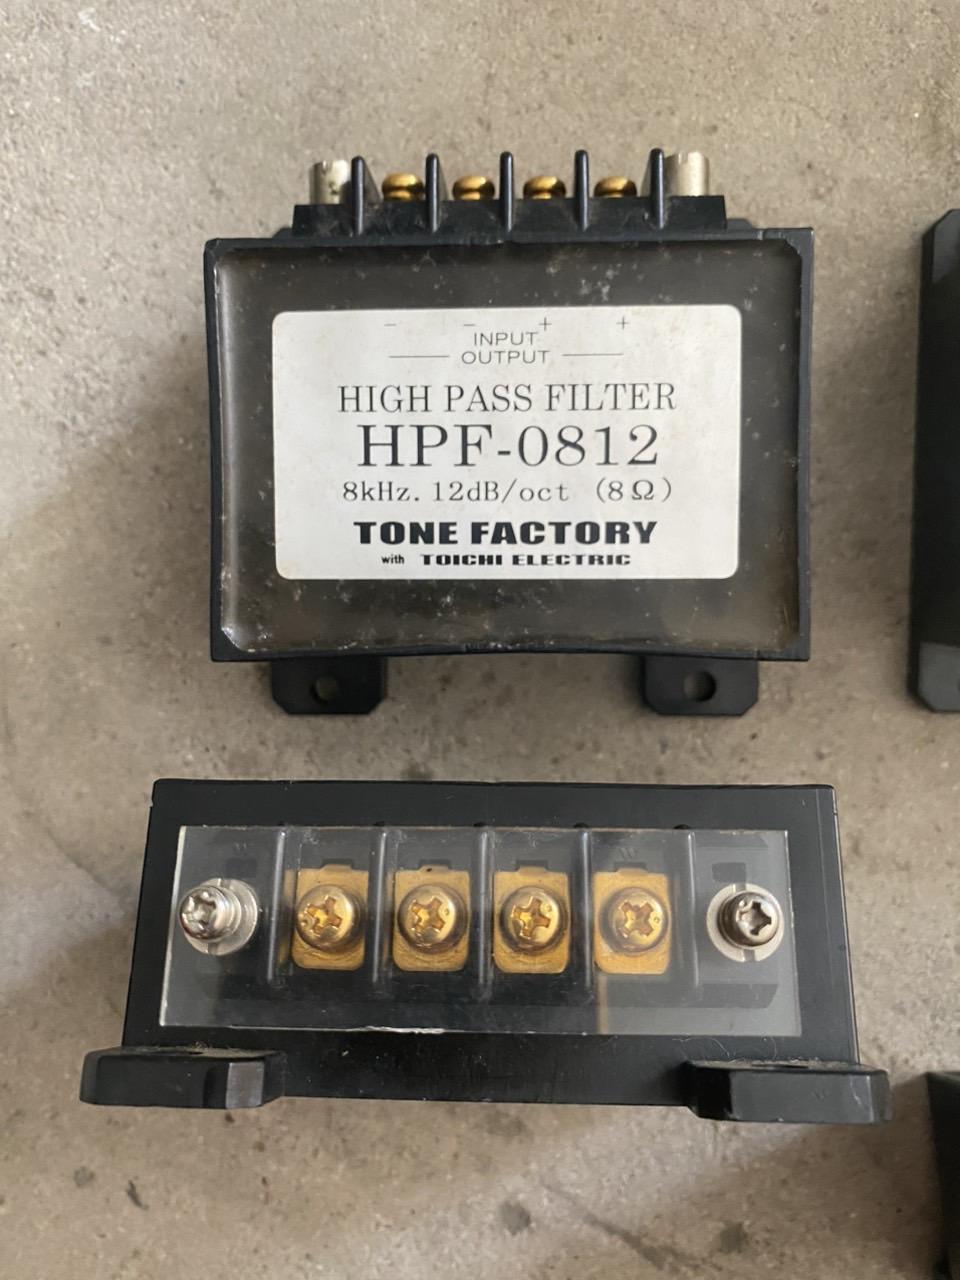 − − + +
INPUT
OUTPUT
HIGH PASS FILTER
HPF-0812
8kHz. 12dB/oct (8Ω)
TONE FACTORY
with TOICHI ELECTRIC